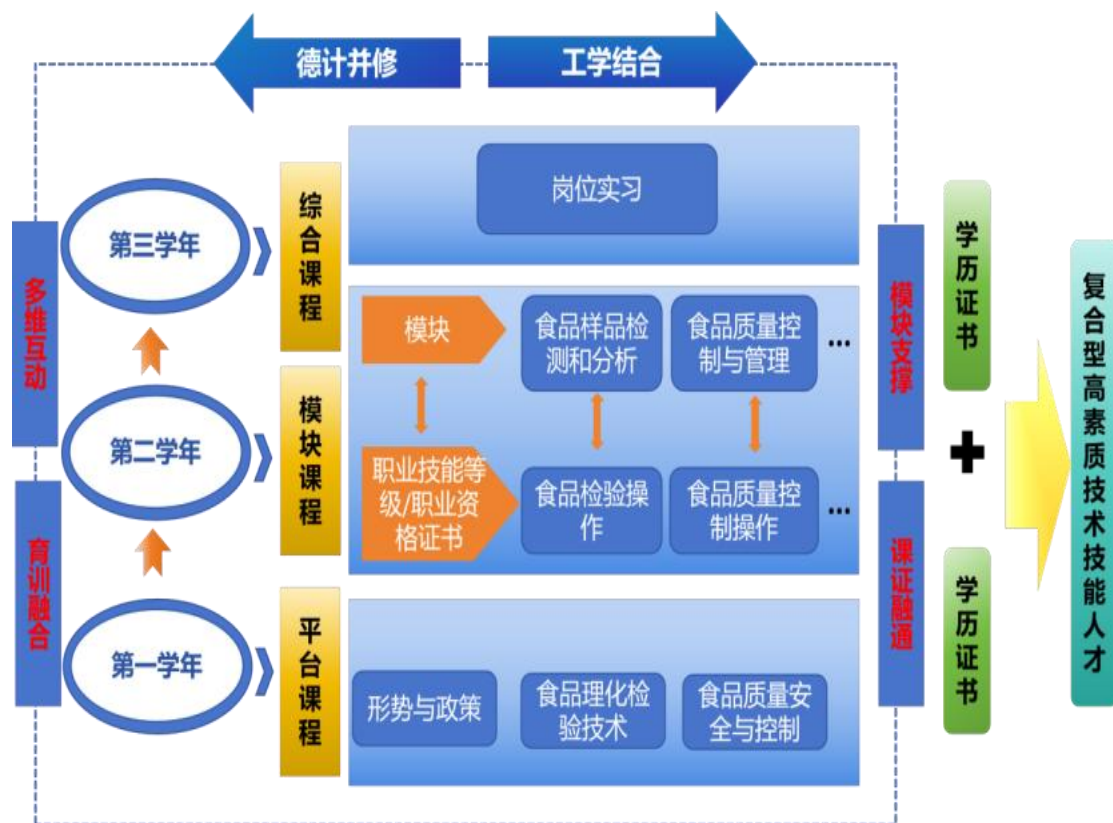 德计并修
工学结合
多维互动
育训融合
第三学年
综合课程
岗位实习
第二学年
模块课程
模块
食品样品检
测和分析
食品质量控
制与管理
...
职业技能等
级/职业资
格证书
食品检验操
作
食品质量控
制操作
...
第一学年
平台课程
形势与政策
食品理化检
验技术
食品质量安
全与控制
模块支撑
课证融通
学历证书
+
学历证书
复合型高素质技术技能人才